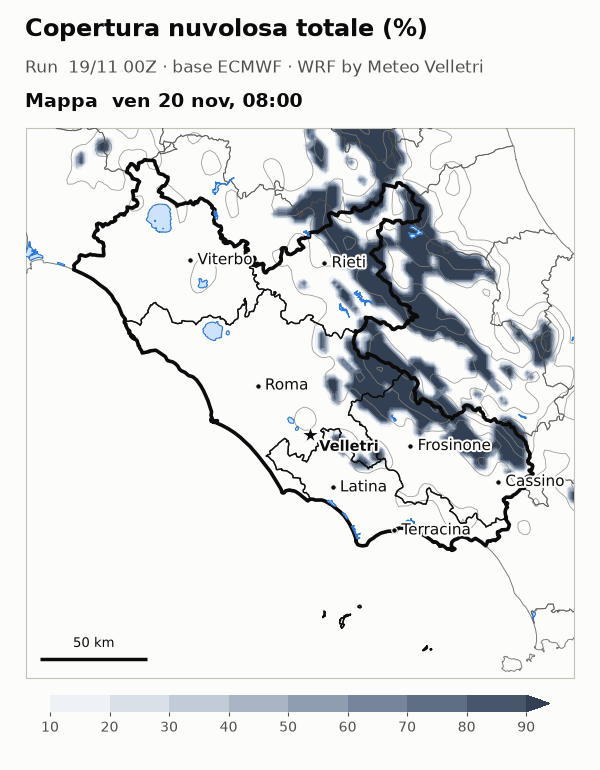 Copertura nuvolosa totale (%)
Run  19/11 00Z · base ECMWF · WRF by Meteo Velletri
Mappa  ven 20 nov, 08:00
Viterbo
Rieti
Roma
Velletri
Frosinone
Latina
Cassino
Terracina
50 km
10 20 30 40 50 60 70 80 90